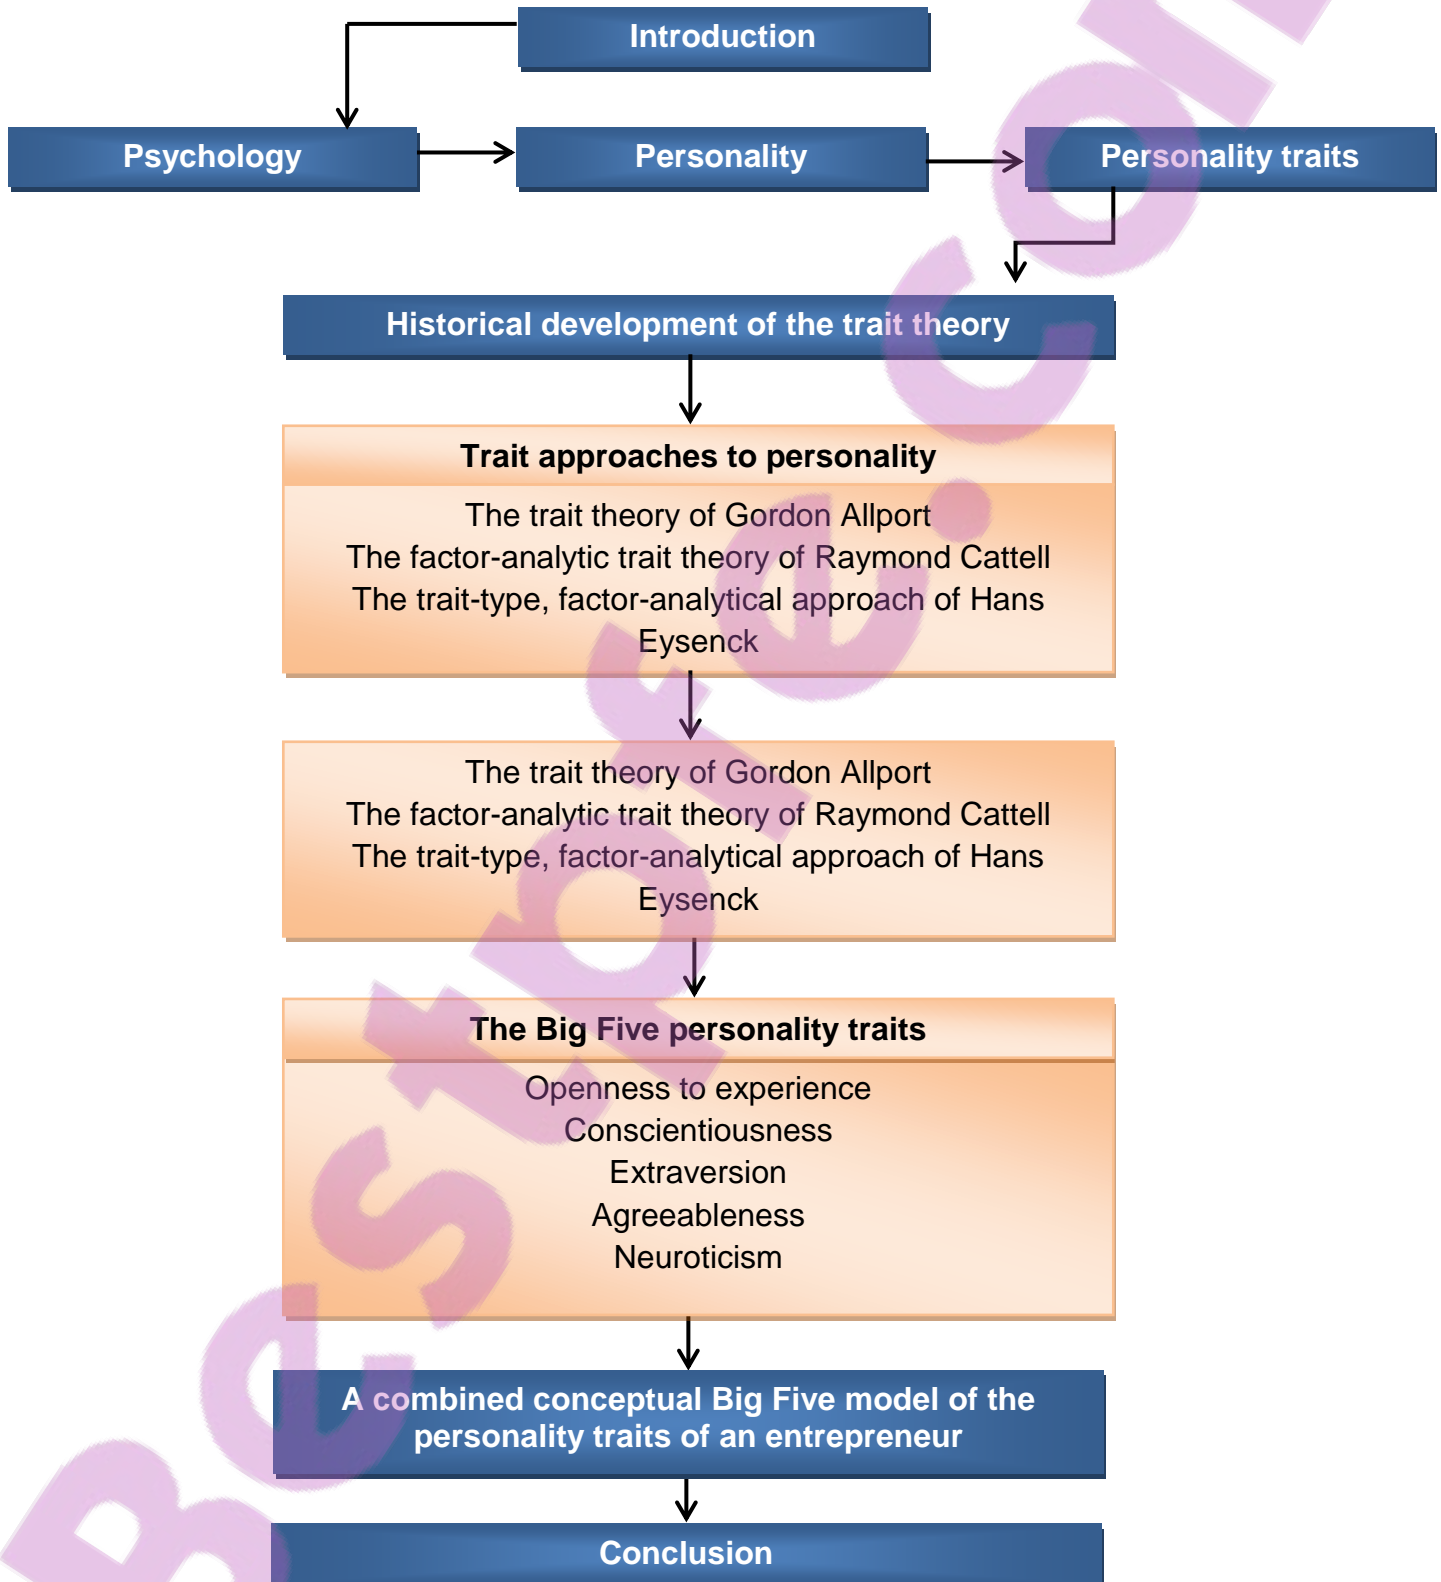 Introduction
Psychology
Personality
Personality traits
Historical development of the trait theory
Trait approaches to personality
The trait theory of Gordon Allport
The factor-analytic trait theory of Raymond Cattell
The trait-type, factor-analytical approach of Hans
Eysenck
The trait theory of Gordon Allport
The factor-analytic trait theory of Raymond Cattell
The trait-type, factor-analytical approach of Hans
Eysenck
The Big Five personality traits
Openness to experience
Conscientiousness
Extraversion
Agreeableness
Neuroticism
A combined conceptual Big Five model of the
personality traits of an entrepreneur
Conclusion
Bestpfe.com